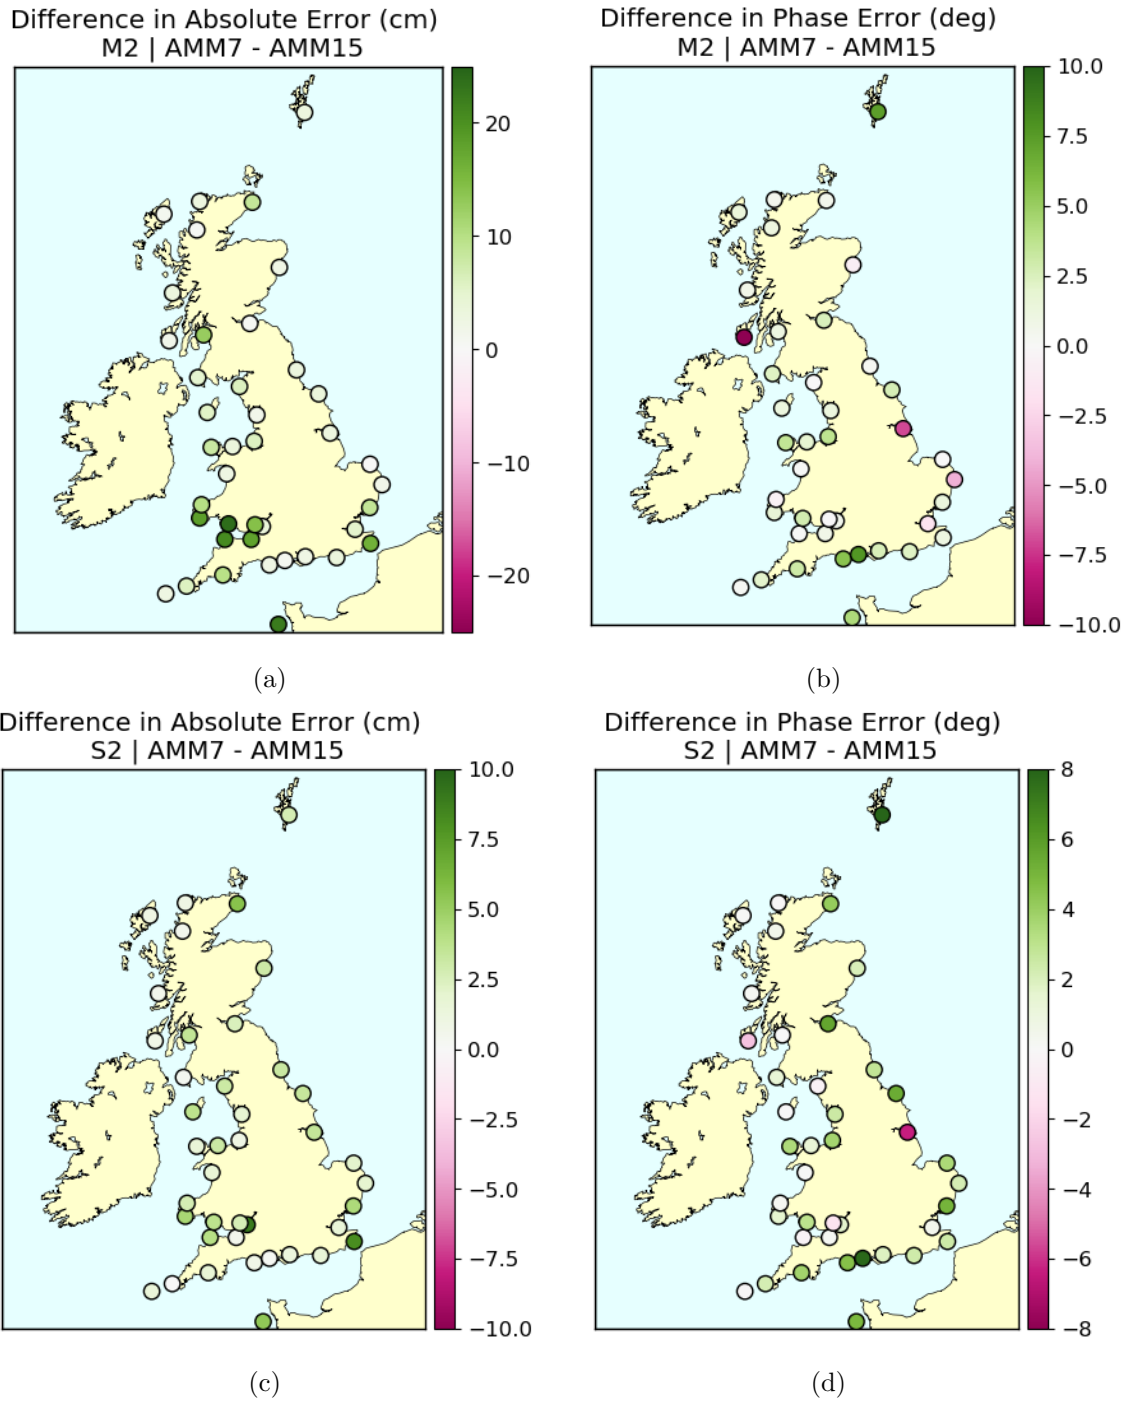 Difference in Absolute Error (cm)
M2 | AMM7 - AMM15
20
10
0
−10
−20
(a)
Difference in Phase Error (deg)
M2 | AMM7 - AMM15
10.0
7.5
5.0
2.5
0.0
−2.5
−5.0
−7.5
−10.0
(b)
Difference in Absolute Error (cm)
S2 | AMM7 - AMM15
10.0
7.5
5.0
2.5
0.0
−2.5
−5.0
−7.5
−10.0
(c)
Difference in Phase Error (deg)
S2 | AMM7 - AMM15
8
6
4
2
0
−2
−4
−6
−8
(d)